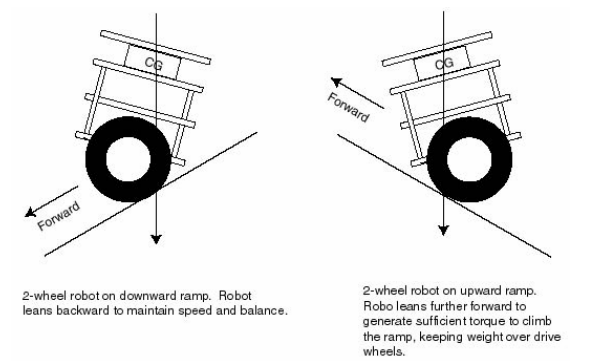 CG
Forward
2-wheel robot on downward ramp. Robot
leans backward to maintain speed and balance.
CG
Forward
2-wheel robot on upward ramp.
Robo leans further forward to
generate sufficient torque to climb
the ramp, keeping weight over drive
wheels.